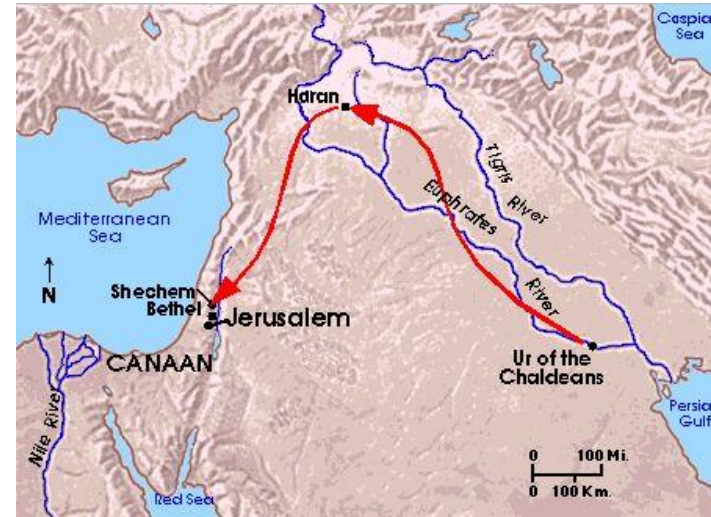 Caspian
Sea
Haran
Tigris
River
Euphrates
River
Mediterranean
Sea
N
Shechem
Bethel
Jerusalem
CANAAN
Ur of the
Chaldeans
Persian
Gulf
Nile River
Red Sea
0 100 Mi.
0 100 Km.